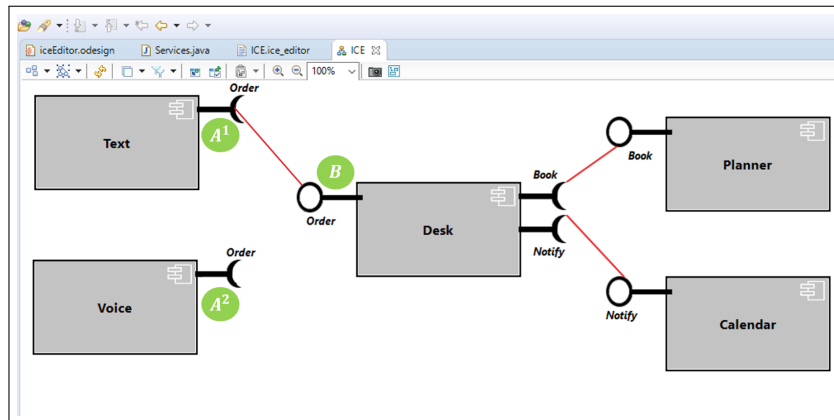 iceEditor.odesign Services.java ICE.ice_editor ICE
100%
Order
Text
A¹
Book
Planner
B
Book
Order
Desk
Order
Notify
Voice
A²
Notify
Calendar